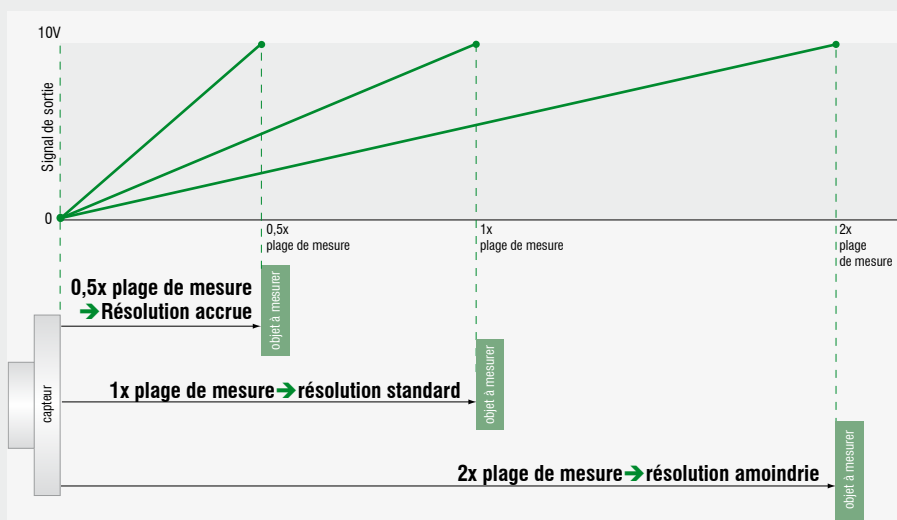 10V
Signal de sortie
0
0,5x
plage de mesure
1x
plage de mesure
2x
plage
de mesure
0,5x plage de mesure
➔Résolution accrue
objet à mesurer
capteur
1x plage de mesure➔résolution standard
objet à mesurer
2x plage de mesure➔résolution amoindrie
objet à mesurer